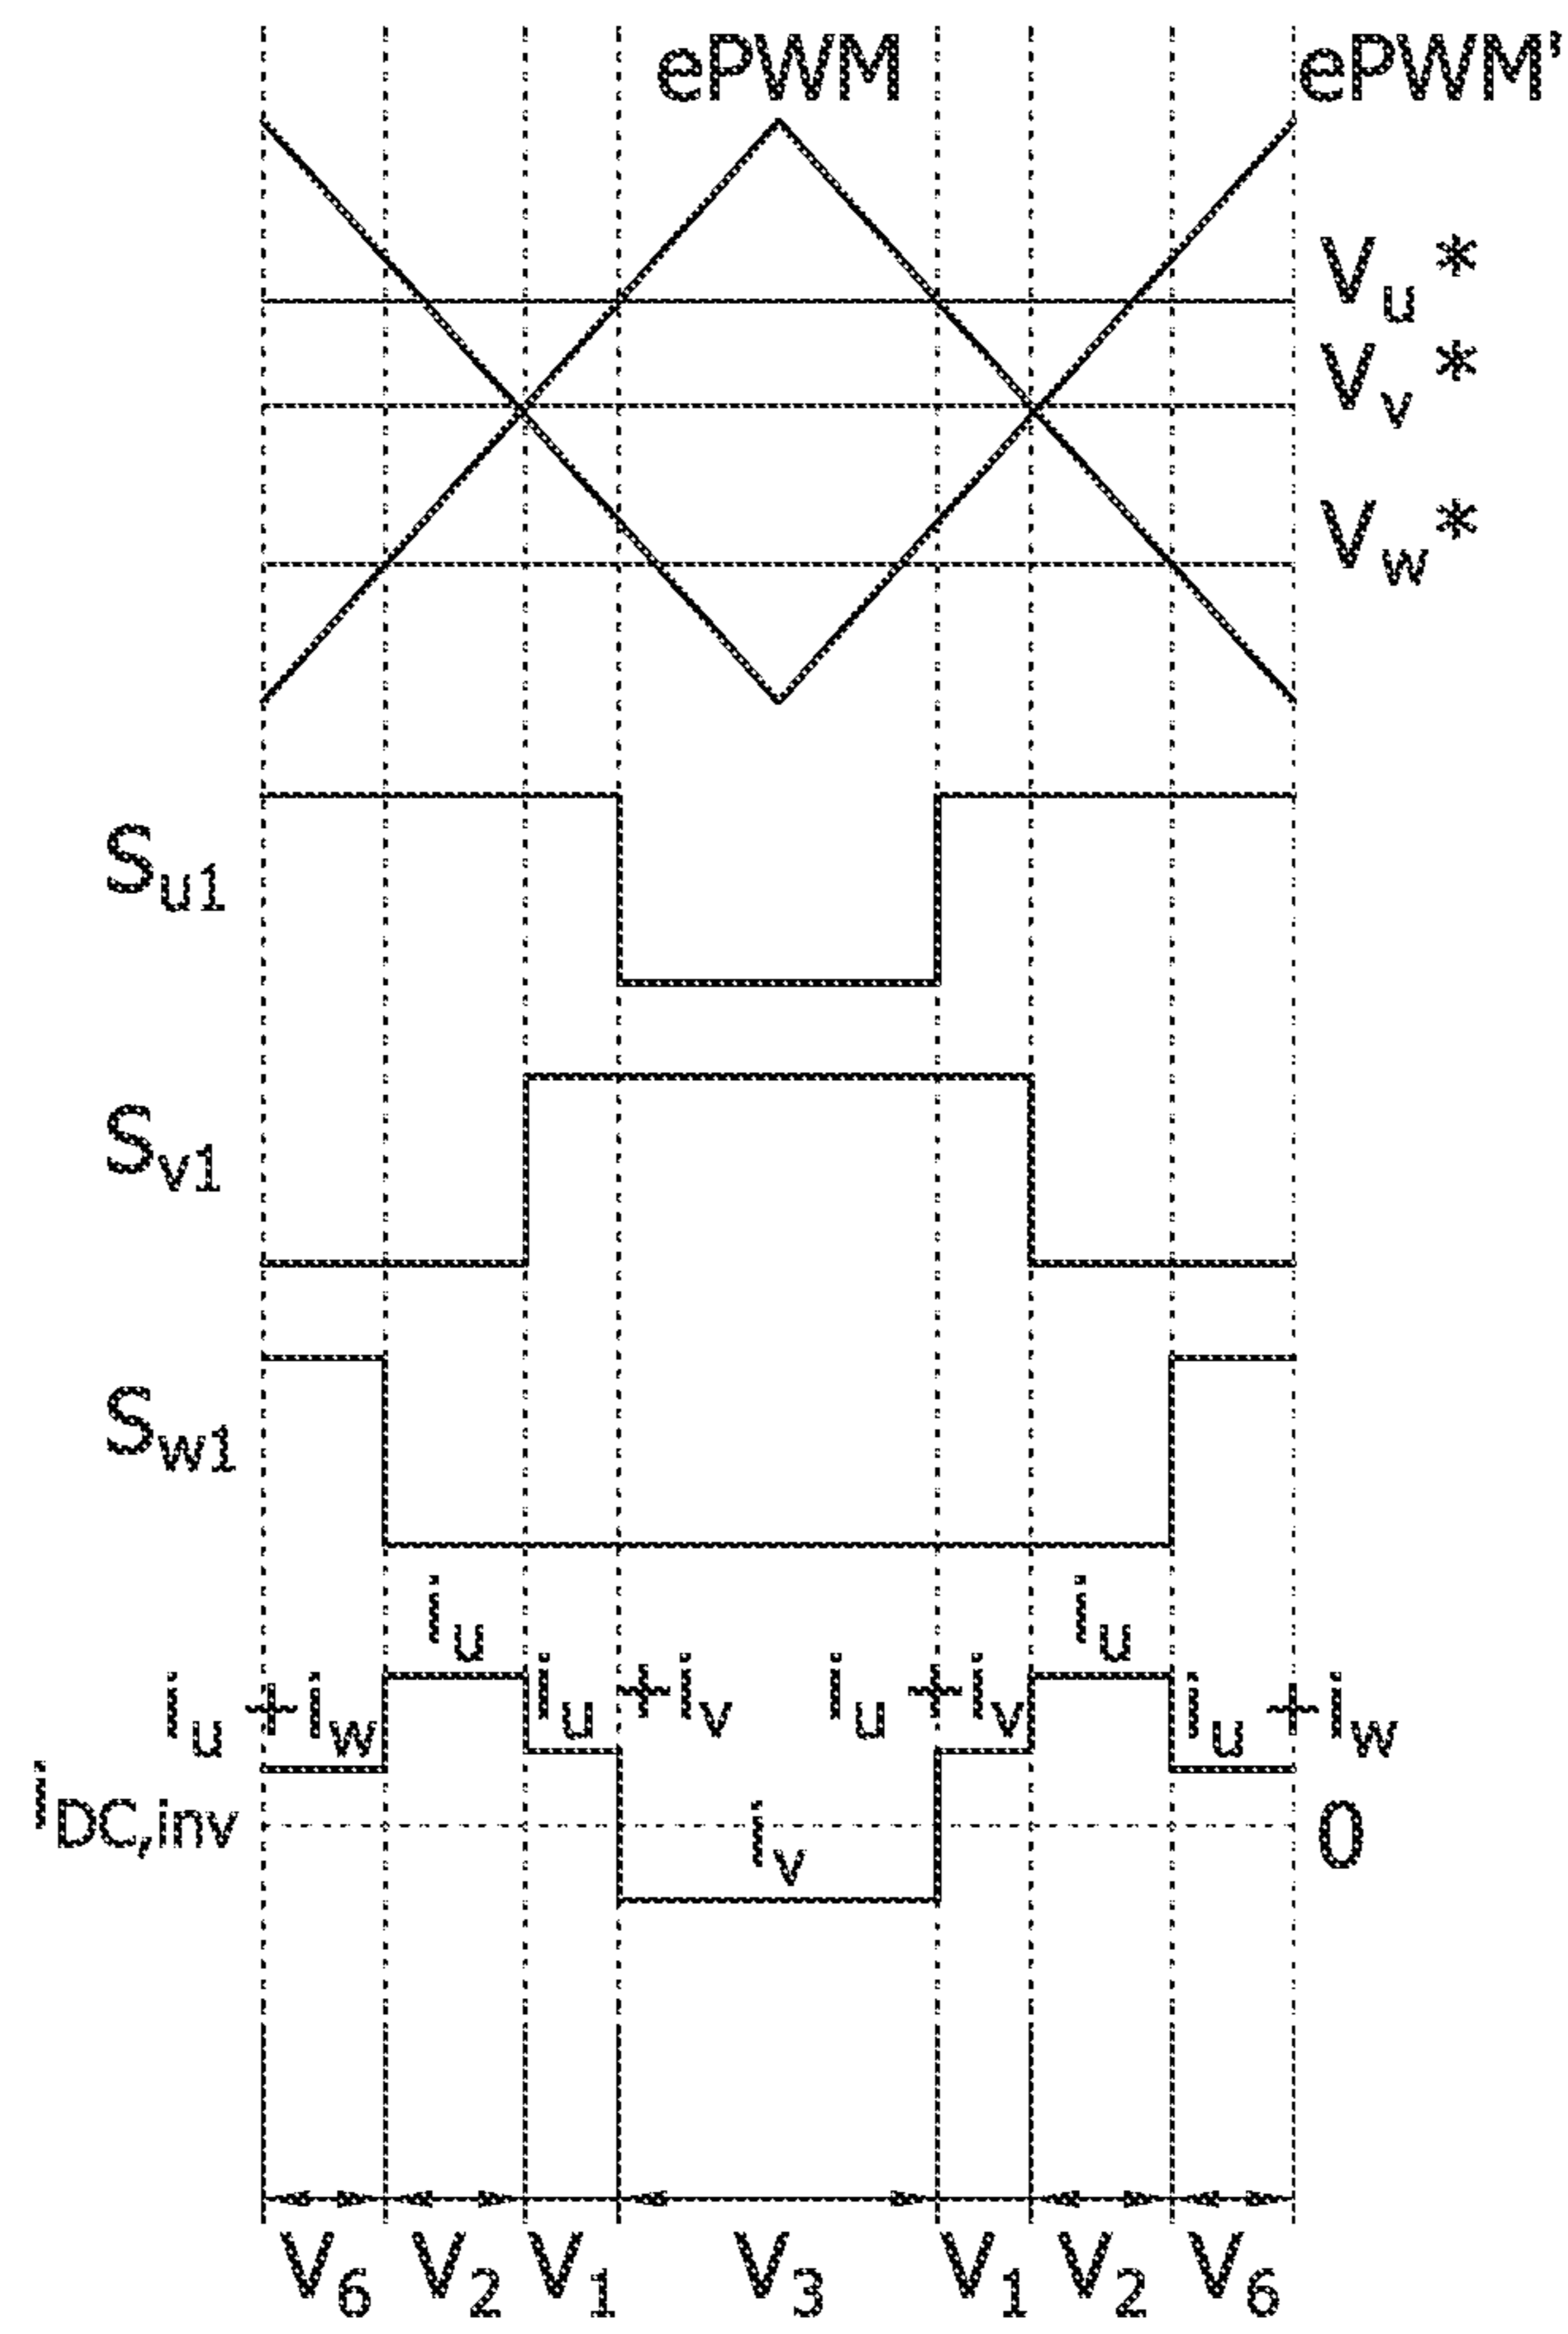 ePWM ePWM'
Vu*
Vv*
Vw*
Su1
Sv1
Sw1
iu iu
iu+iw iu+iv iu+iv iu+iw
iDC,inv iv 0
V6 V2 V1 V3 V1 V2 V6